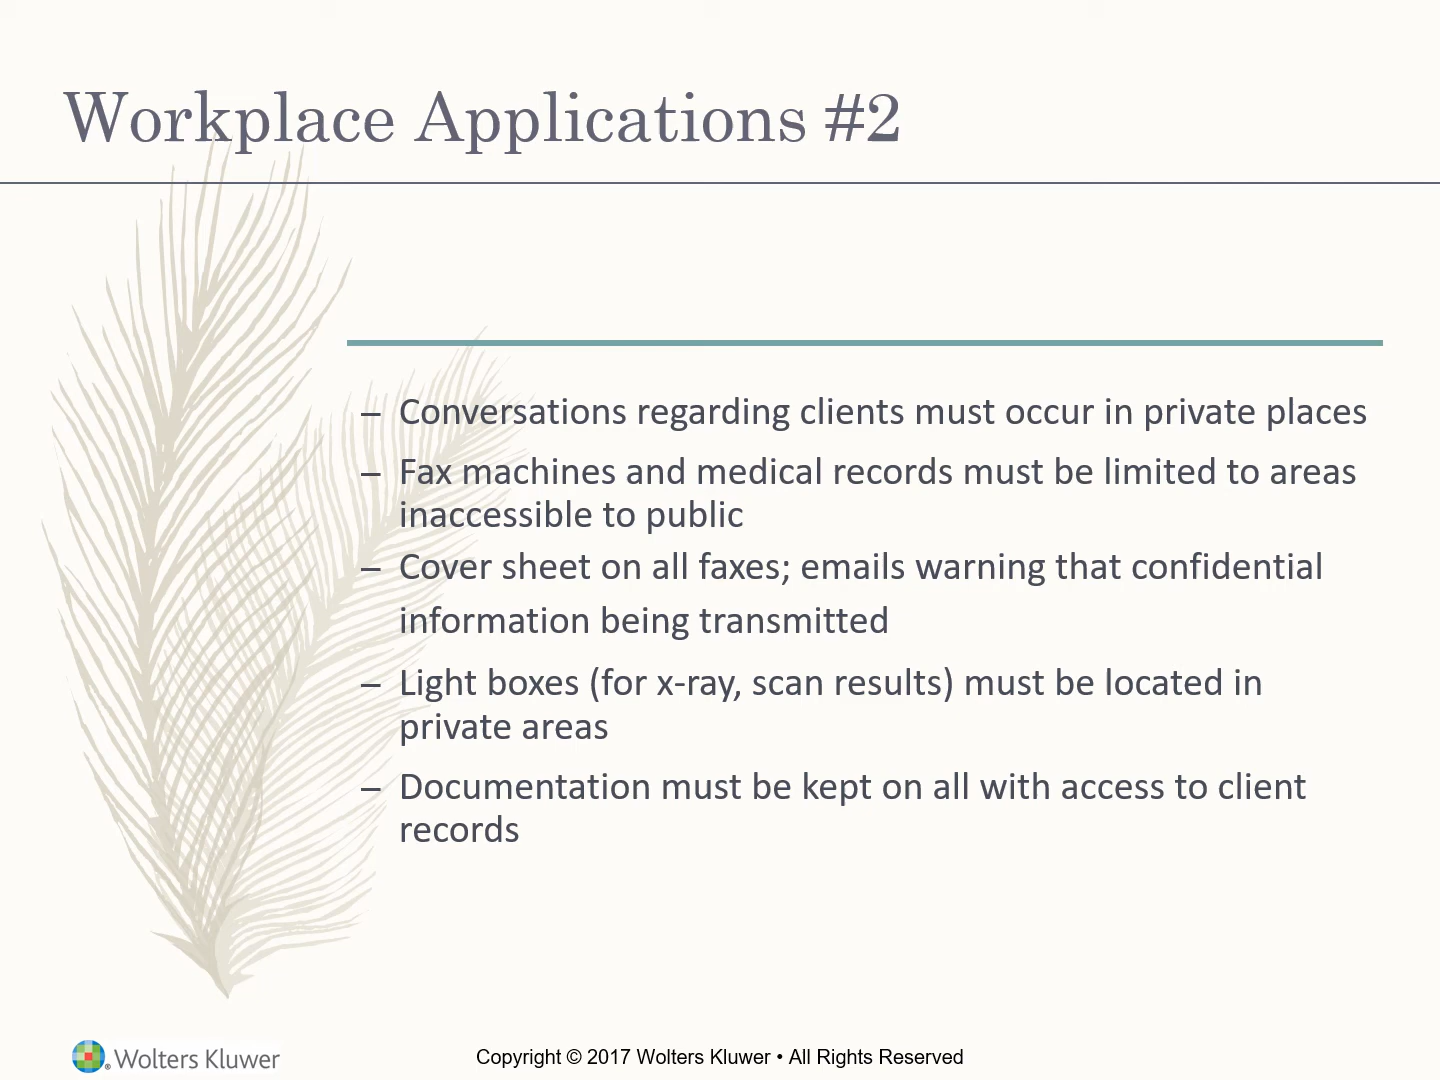 Workplace Applications #2
– Conversations regarding clients must occur in private places
– Fax machines and medical records must be limited to areas
inaccessible to public
– Cover sheet on all faxes; emails warning that confidential
information being transmitted
– Light boxes (for x-ray, scan results) must be located in
private areas
– Documentation must be kept on all with access to client
records
Wolters Kluwer
Copyright © 2017 Wolters Kluwer • All Rights Reserved